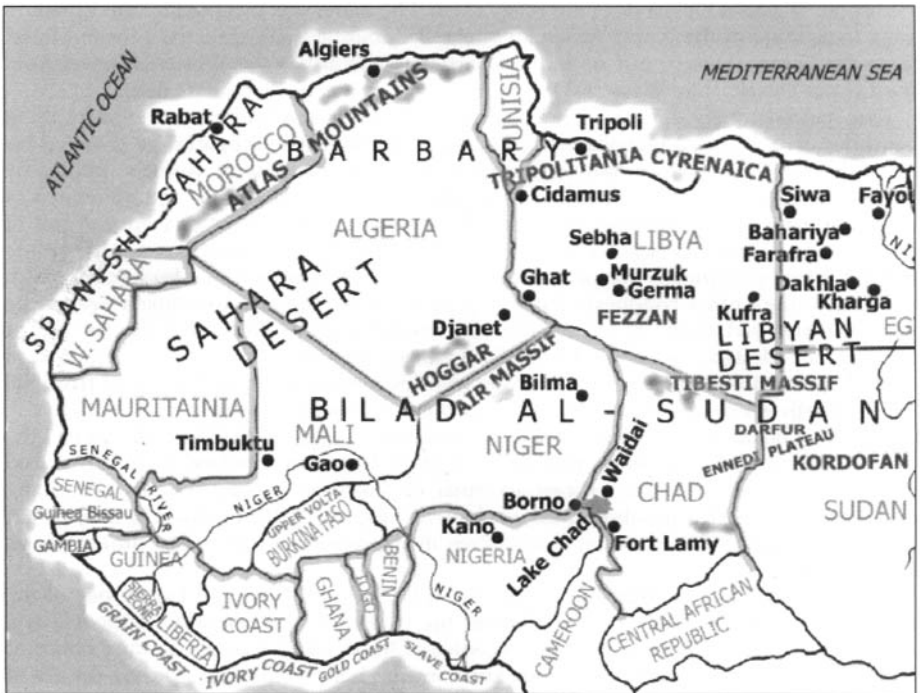 ATLANTIC OCEAN
MEDITERRANEAN SEA
Algiers
Rabat
Tripoli
TUNISIA
SPANISH SAHARA
MOROCCO
ATLAS MOUNTAINS
BARBARY
TRIPOLITANIA CYRENAICA
Cidamus
Siwa
Fayou
Bahariya
Farafra
NI
ALGERIA
Sebha
LIBYA
Murzuk
Germa
Ghat
Dakhla
Kharga
Kufra
FEZZAN
EG
W. SAHARA
SAHARA
DESERT
Djanet
LIBYAN
DESERT
HOGGAR
AIR MASSIF
TIBESTI MASSIF
Bilma
MAURITAINIA
BILAD AL-SUDAN
DARFUR
ENNEDI PLATEAU
KORDOFAN
Timbuktu
MALI
Gao
NIGER
Waidai
CHAD
SUDAN
SENEGAL RIVER
SENEGAL
Guinea Bissau
GAMBIA
NIGER
UPPER VOLTA
BURKINA FASO
Borno
Kano
Lake Chad
Fort Lamy
NIGERIA
GUINEA
SIERRA
LEONE
LIBERIA
IVORY
COAST
GHANA
TOGO
BENIN
NIGER
CAMEROON
CENTRAL AFRICAN
REPUBLIC
GRAIN COAST
IVORY COAST
GOLD COAST
SLAVE
COAST